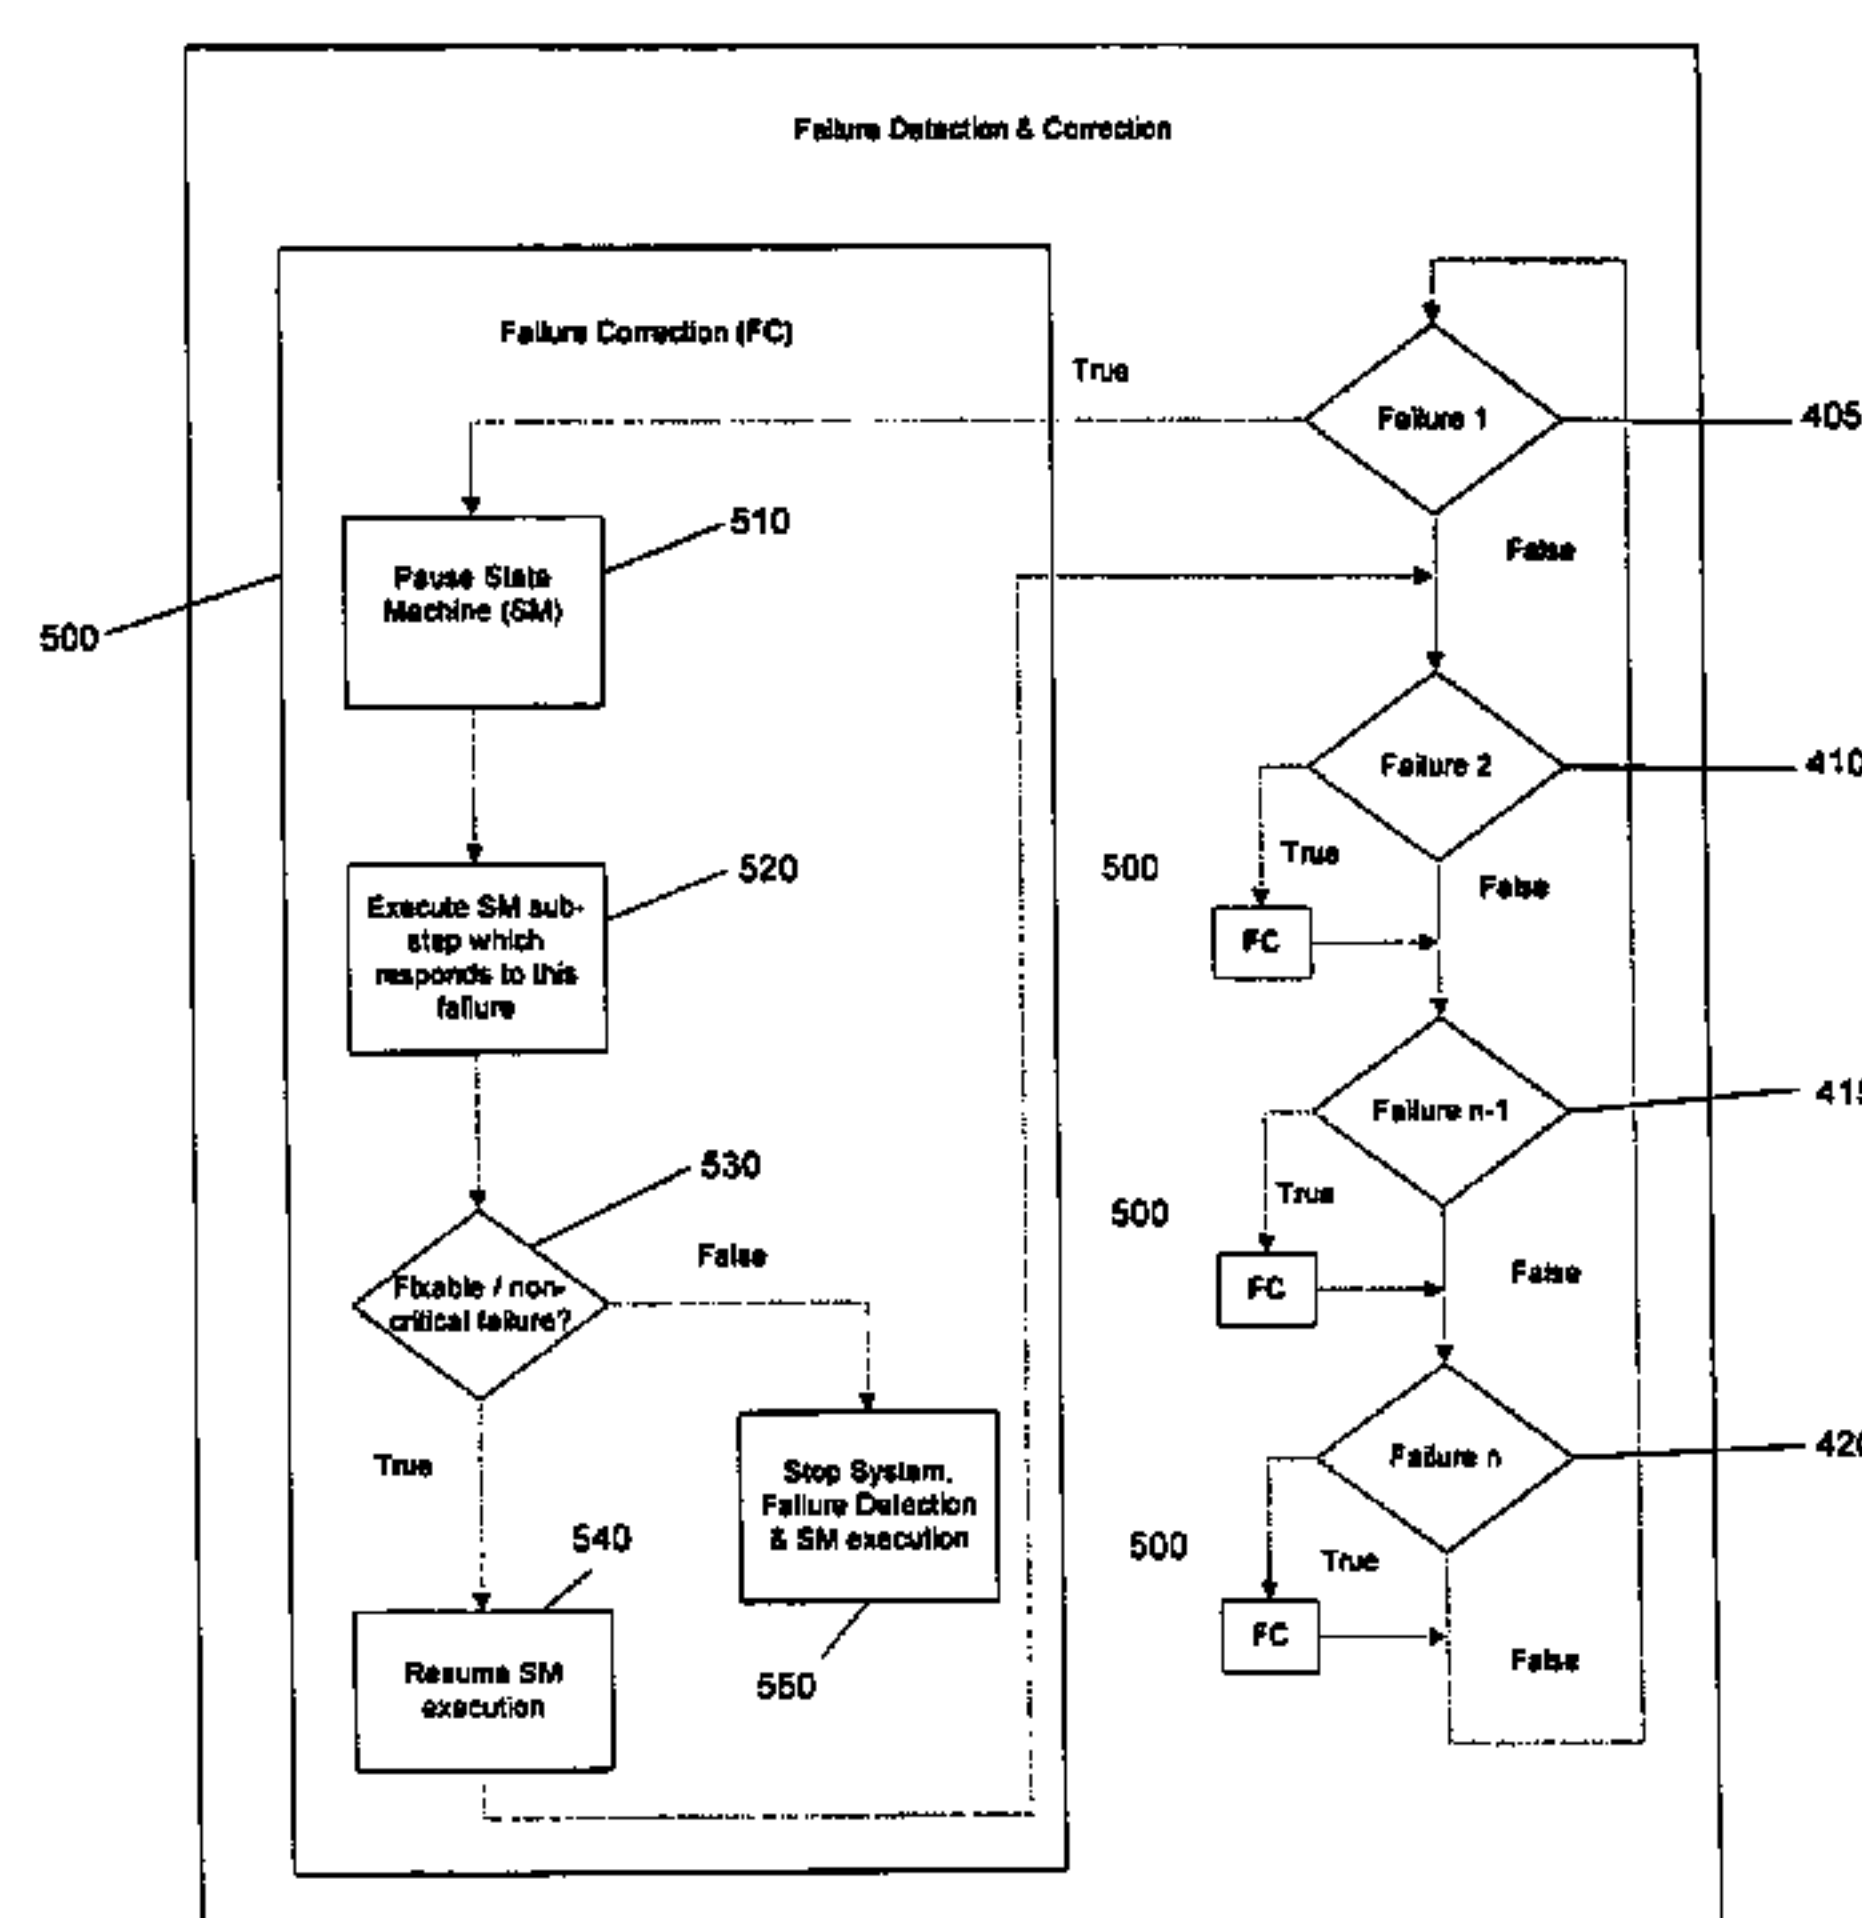 Failure Detection & Correction
Failure Correction (FC)
True
Failure 1
405
510
False
Pause State
Machine (SM)
500
Failure 2
410
True
500
520
False
Execute SM sub-
step which
responds to this
failure
FC
Failure n-1
415
530
True
500
False
False
Fixable / non-
critical failure?
FC
Failure n
420
True
Stop System,
Failure Detection
& SM execution
540
500
True
FC
False
Resume SM
execution
550